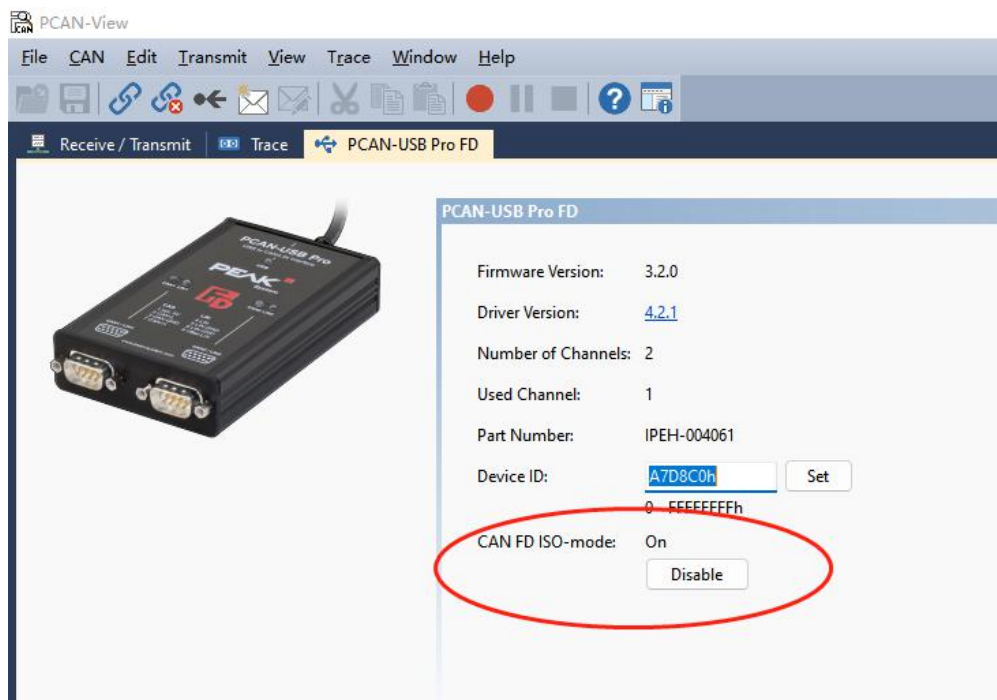 PCAN-View
File CAN Edit Transmit View Trace Window Help
Receive / Transmit Trace PCAN-USB Pro FD
PCAN-USB Pro FD
PCAN-USB Pro
PEAK
System
FD
Firmware Version: 3.2.0
Driver Version: 4.2.1
Number of Channels: 2
Used Channel: 1
Part Number: IPEH-004061
Device ID: A7D8C0h Set
0 - FFFFFFFFh
CAN FD ISO-mode: On
Disable